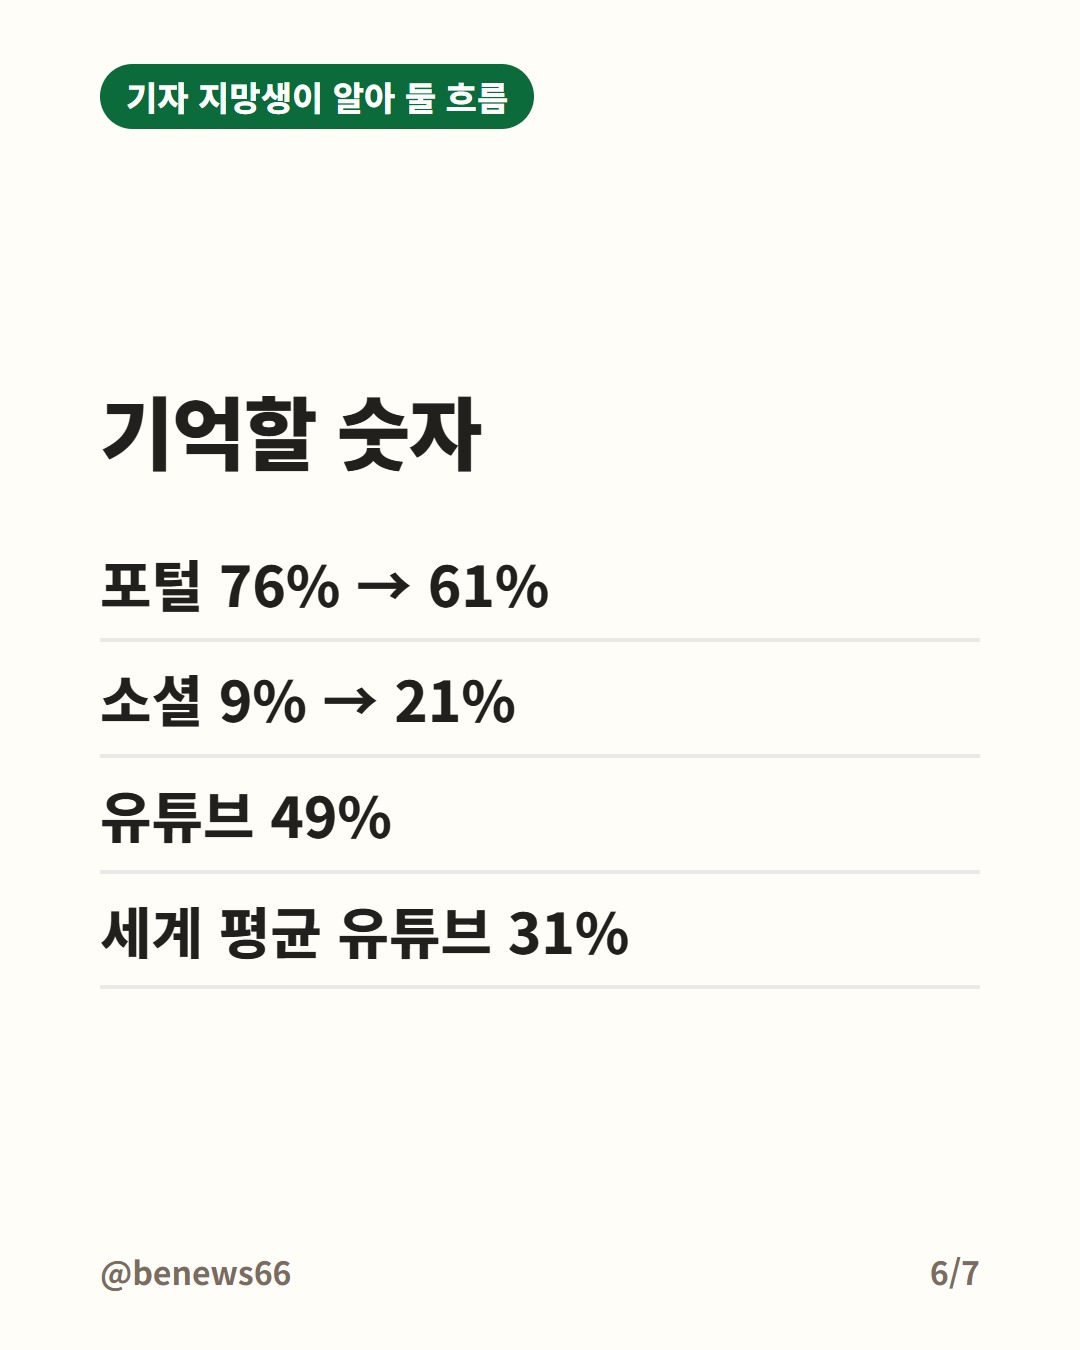 기자 지망생이 알아 둘 흐름
기억할 숫자
포털 76% → 61%
소셜 9% → 21%
유튜브 49%
세계 평균 유튜브 31%
@benews66
6/7